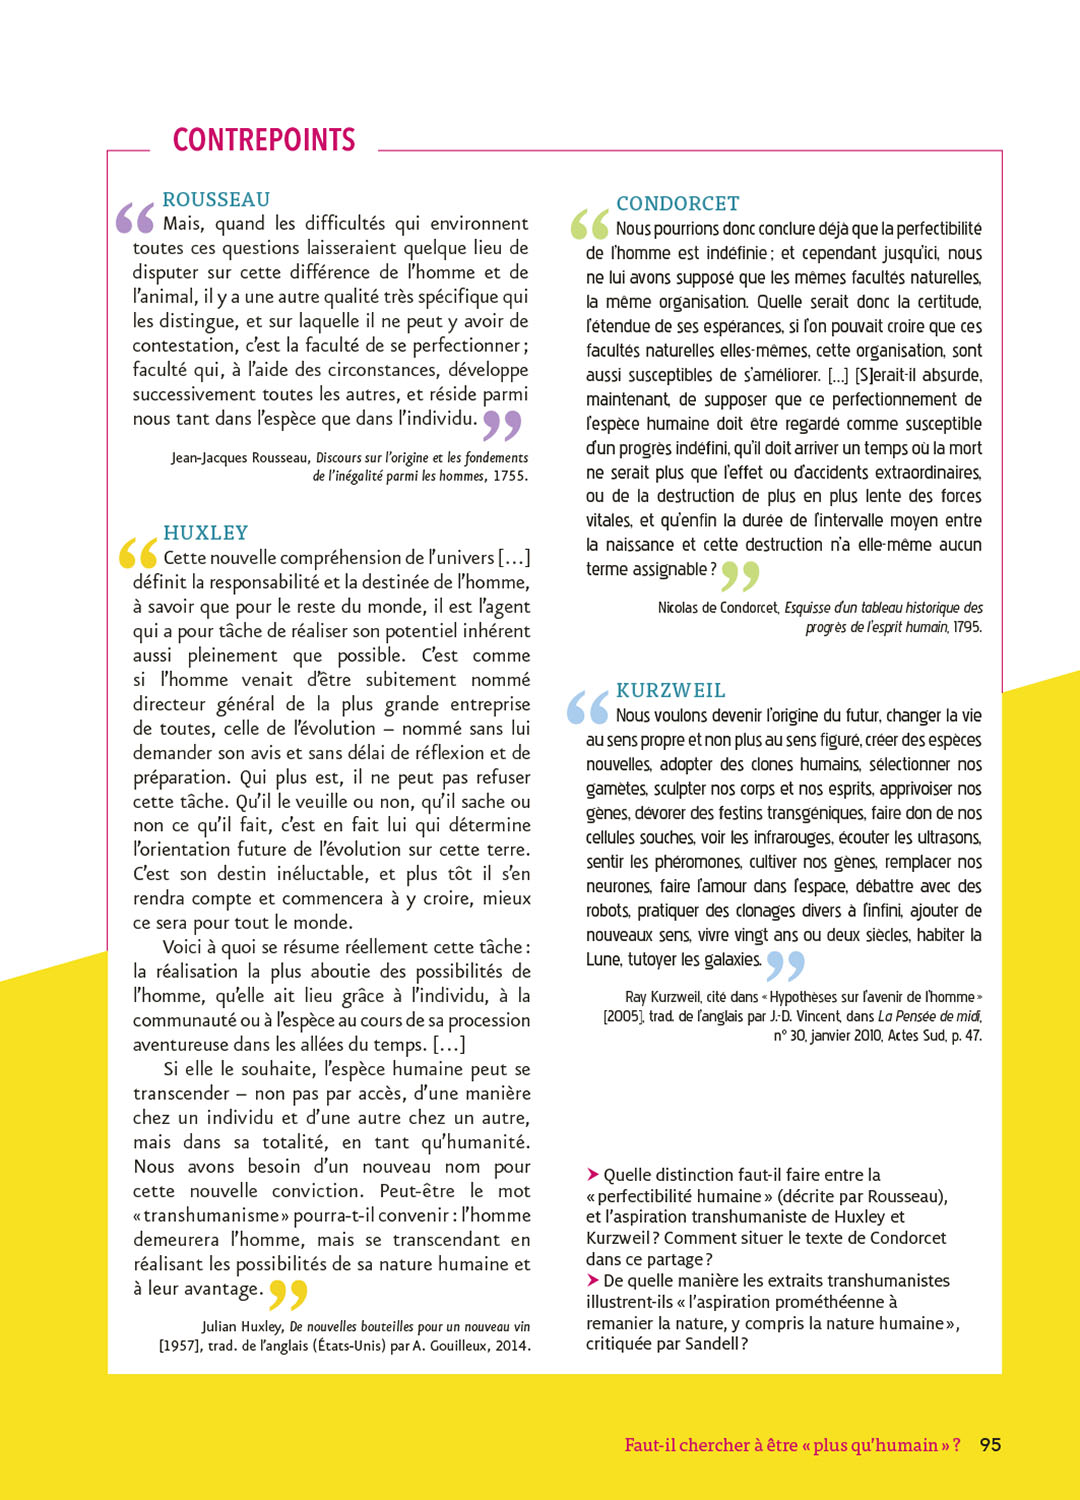 CONTREPOINTS
ROUSSEAU
“ Mais, quand les difficultés qui environnent
toutes ces questions laisseraient quelque lieu de
disputer sur cette différence de l’homme et de
l’animal, il y a une autre qualité très spécifique qui
les distingue, et sur laquelle il ne peut y avoir de
contestation, c’est la faculté de se perfectionner ;
faculté qui, à l’aide des circonstances, développe
successivement toutes les autres, et réside parmi
nous tant dans l’espèce que dans l’individu. ”
Jean-Jacques Rousseau, Discours sur l’origine et les fondements
de l’inégalité parmi les hommes, 1755.
HUXLEY
“ Cette nouvelle compréhension de l’univers […]
définit la responsabilité et la destinée de l’homme,
à savoir que pour le reste du monde, il est l’agent
qui a pour tâche de réaliser son potentiel inhérent
aussi pleinement que possible. C’est comme
si l’homme venait d’être subitement nommé
directeur général de la plus grande entreprise
de toutes, celle de l’évolution – nommé sans lui
demander son avis et sans délai de réflexion et de
préparation. Qui plus est, il ne peut pas refuser
cette tâche. Qu’il le veuille ou non, qu’il sache ou
non ce qu’il fait, c’est en fait lui qui détermine
l’orientation future de l’évolution sur cette terre.
C’est son destin inéluctable, et plus tôt il s’en
rendra compte et commencera à y croire, mieux
ce sera pour tout le monde.
Voici à quoi se résume réellement cette tâche :
la réalisation la plus aboutie des possibilités de
l’homme, qu’elle ait lieu grâce à l’individu, à la
communauté ou à l’espèce au cours de sa procession
aventureuse dans les allées du temps. […]
Si elle le souhaite, l’espèce humaine peut se
transcender – non pas par accès, d’une manière
chez un individu et d’une autre chez un autre,
mais dans sa totalité, en tant qu’humanité.
Nous avons besoin d’un nouveau nom pour
cette nouvelle conviction. Peut-être le mot
« transhumanisme » pourra-t-il convenir : l’homme
demeurera l’homme, mais se transcendant en
réalisant les possibilités de sa nature humaine et
à leur avantage. ”
Julian Huxley, De nouvelles bouteilles pour un nouveau vin
[1957], trad. de l’anglais (États-Unis) par A. Gouilleux, 2014.
CONDORCET
“ Nous pourrions donc conclure déjà que la perfectibilité
de l’homme est indéfinie ; et cependant jusqu’ici, nous
ne lui avons supposé que les mêmes facultés naturelles,
la même organisation. Quelle serait donc la certitude,
l’étendue de ses espérances, si l’on pouvait croire que ces
facultés naturelles elles-mêmes, cette organisation, sont
aussi susceptibles de s’améliorer. […] [S]erait-il absurde,
maintenant, de supposer que ce perfectionnement de
l’espèce humaine doit être regardé comme susceptible
d’un progrès indéfini, qu’il doit arriver un temps où la mort
ne serait plus que l’effet ou d’accidents extraordinaires,
ou de la destruction de plus en plus lente des forces
vitales, et qu’enfin la durée de l’intervalle moyen entre
la naissance et cette destruction n’a elle-même aucun
terme assignable ? ”
Nicolas de Condorcet, Esquisse d’un tableau historique des
progrès de l’esprit humain, 1795.
KURZWEIL
“ Nous voulons devenir l’origine du futur, changer la vie
au sens propre et non plus au sens figuré, créer des espèces
nouvelles, adopter des clones humains, sélectionner nos
gamètes, sculpter nos corps et nos esprits, apprivoiser nos
gènes, dévorer des festins transgéniques, faire don de nos
cellules souches, voir les infrarouges, écouter les ultrasons,
sentir les phéromones, cultiver nos gènes, remplacer nos
neurones, faire l’amour dans l’espace, débattre avec des
robots, pratiquer des clonages divers à l’infini, ajouter de
nouveaux sens, vivre vingt ans ou deux siècles, habiter la
Lune, tutoyer les galaxies. ”
Ray Kurzweil, cité dans « Hypothèses sur l’avenir de l’homme »
[2005], trad. de l’anglais par J.-D. Vincent, dans La Pensée de midi,
n° 30, janvier 2010, Actes Sud, p. 47.
➤ Quelle distinction faut-il faire entre la
« perfectibilité humaine » (décrite par Rousseau),
et l’aspiration transhumaniste de Huxley et
Kurzweil ? Comment situer le texte de Condorcet
dans ce partage ?
➤ De quelle manière les extraits transhumanistes
illustrent-ils « l’aspiration prométhéenne à
remanier la nature, y compris la nature humaine »,
critiquée par Sandell ?
Faut-il chercher à être « plus qu’humain » ? 95